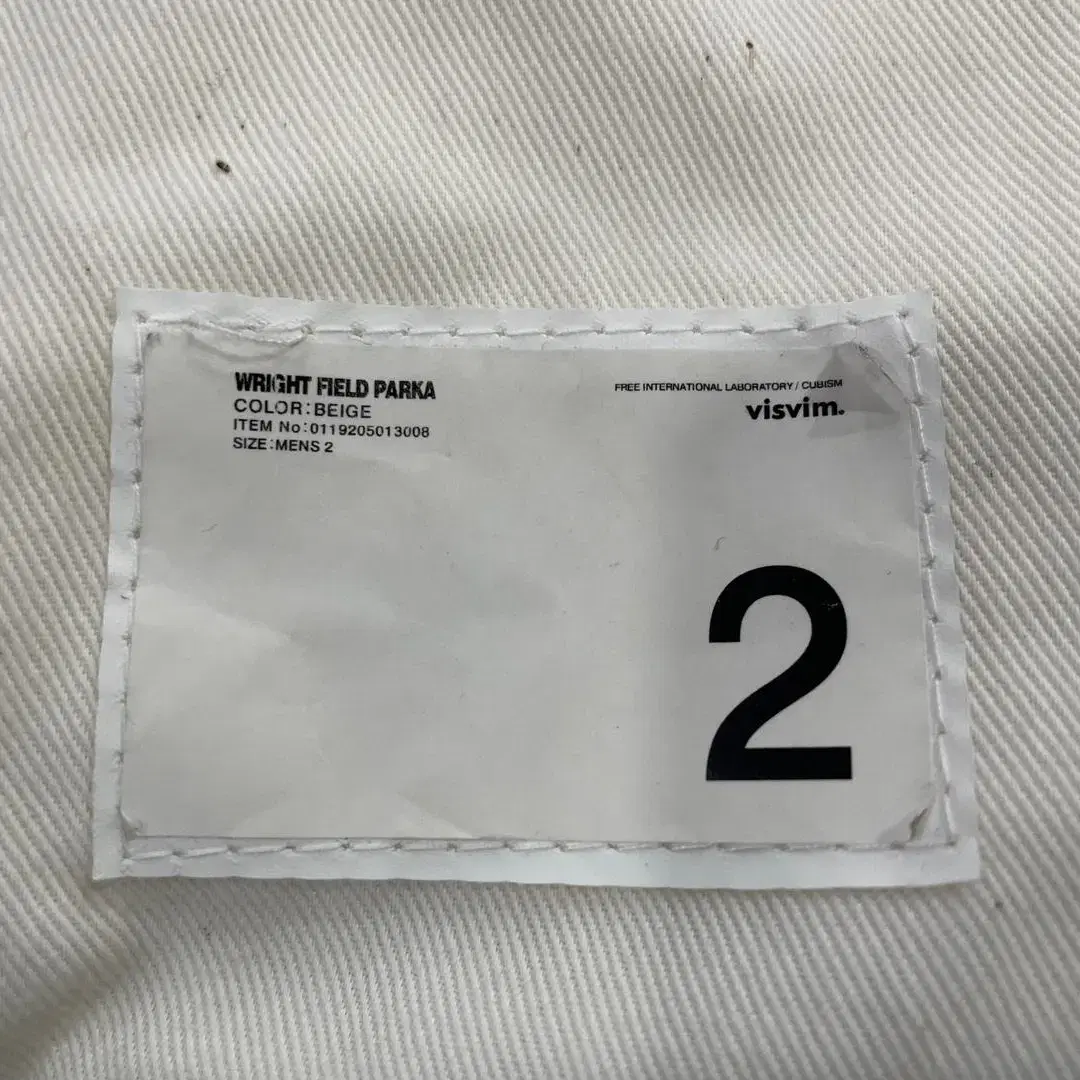 WRIGHT FIELD PARKA
COLOR:BEIGE
ITEM No:0119205013008
SIZE:MENS 2
FREE INTERNATIONAL LABORATORY / CUBISM
visvim.
2